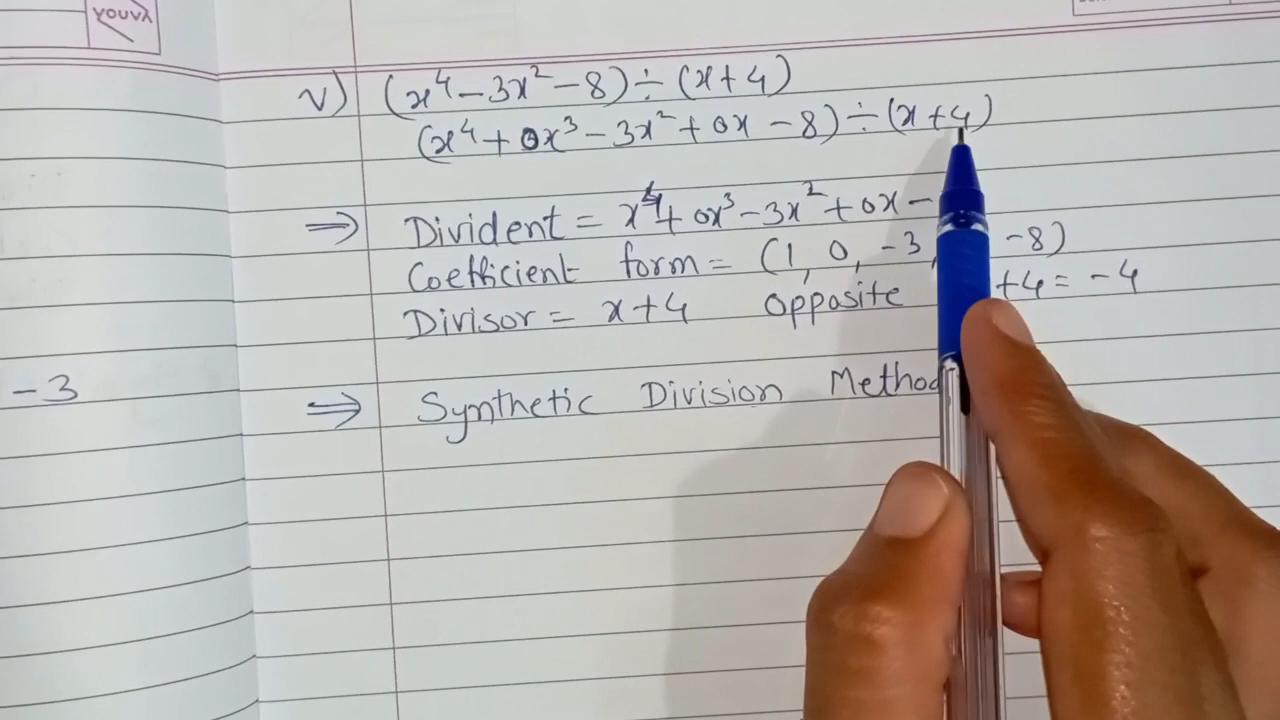 YOUVA
v) (x⁴ - 3x² - 8) ÷ (x + 4)
(x⁴ + 0x³ - 3x² + 0x - 8) ÷ (x + 4)
⇒ Divident = x⁴ + 0x³ - 3x² + 0x -
Coefficient form = (1, 0, -3, -8)
Divisor = x + 4 opposite +4 = -4
-3
⇒ Synthetic Division Method